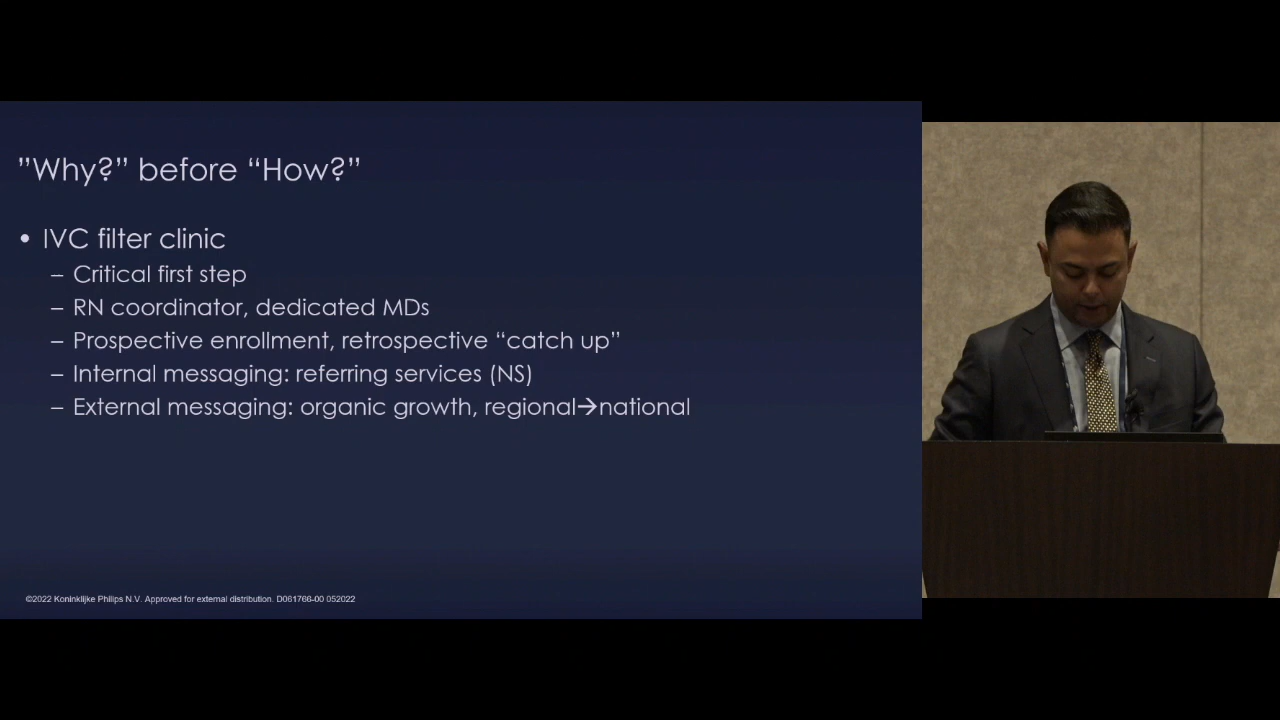 ”Why?” before “How?”
• IVC filter clinic
– Critical first step
– RN coordinator, dedicated MDs
– Prospective enrollment, retrospective “catch up”
– Internal messaging: referring services (NS)
– External messaging: organic growth, regional→national
©2022 Koninklijke Philips N.V. Approved for external distribution. D061766-00 052022